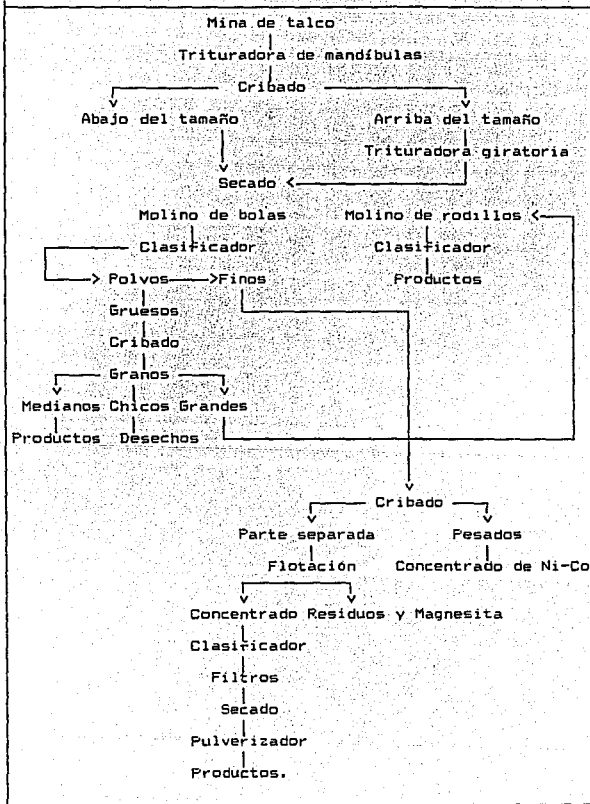 Mina de talco
Trituradora de mandíbulas
Cribado
Abajo del tamaño Arriba del tamaño
Trituradora giratoria
Secado
Molino de bolas Molino de rodillos
Clasificador Clasificador
Polvos Finos Productos
Gruesos
Cribado
Granos
Medianos Chicos Grandes
Productos Desechos
Cribado
Parte separada Pesados
Flotación Concentrado de Ni-Co
Concentrado Residuos y Magnesita
Clasificador
Filtros
Secado
Pulverizador
Productos.